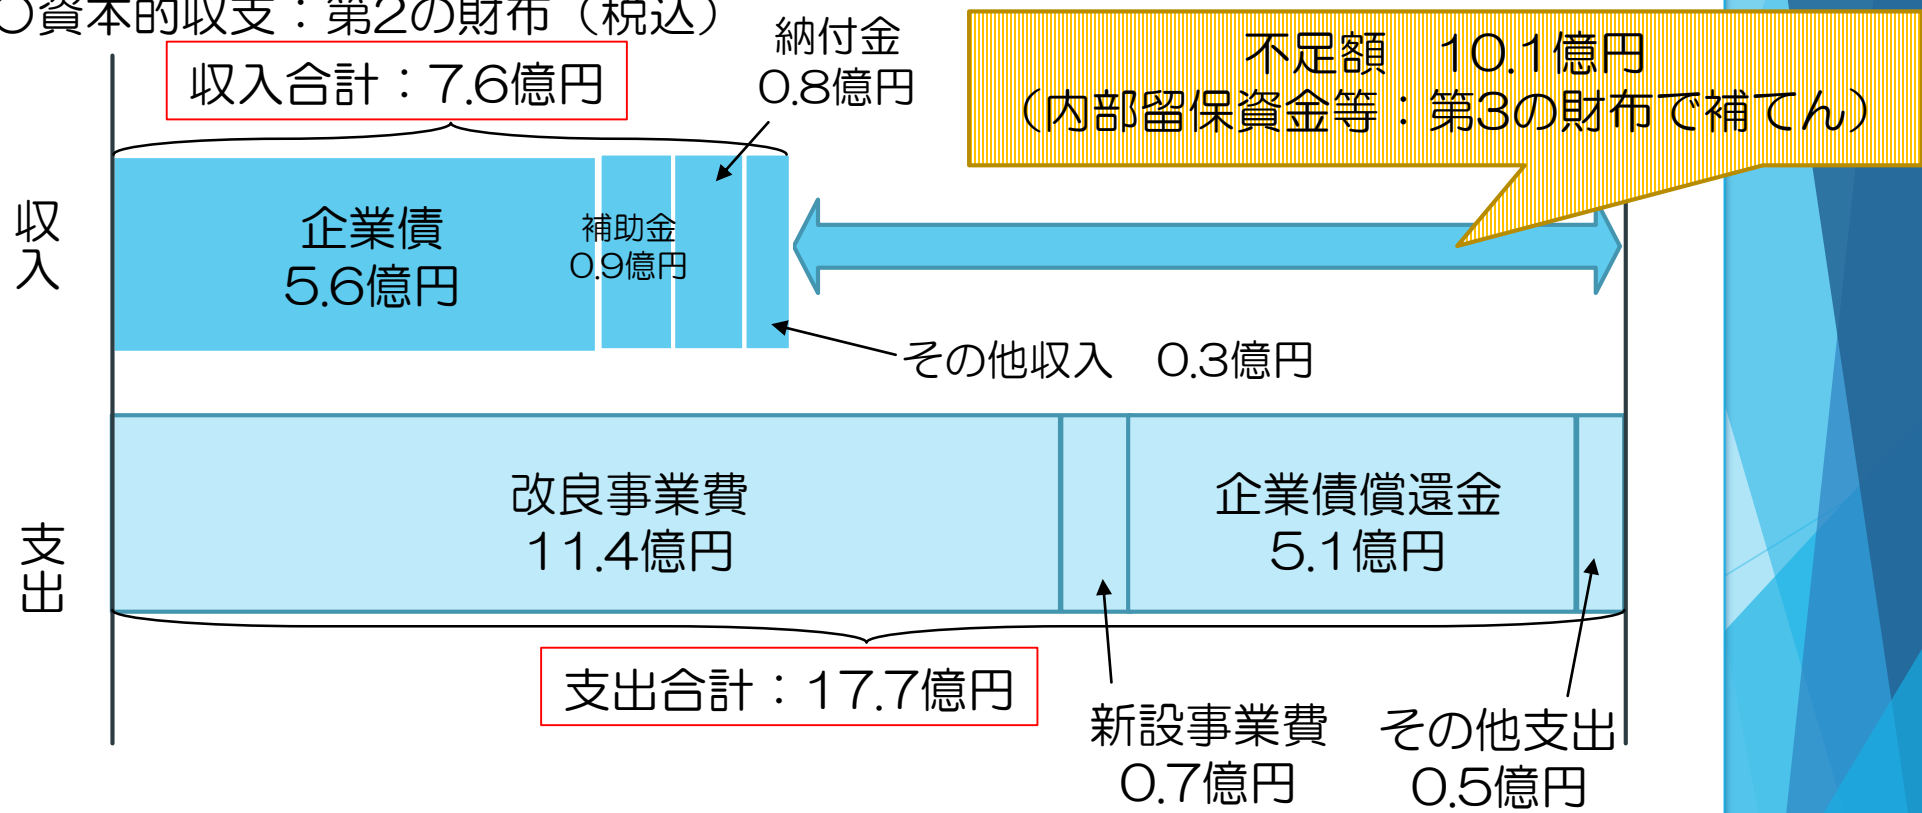 〇資本的収支：第2の財布（税込）
収入合計：7.6億円
納付金
0.8億円
不足額　10.1億円
（内部留保資金等：第3の財布で補てん）
収入
企業債
5.6億円
補助金
0.9億円
その他収入　0.3億円
支出
改良事業費
11.4億円
企業債償還金
5.1億円
支出合計：17.7億円
新設事業費
0.7億円
その他支出
0.5億円